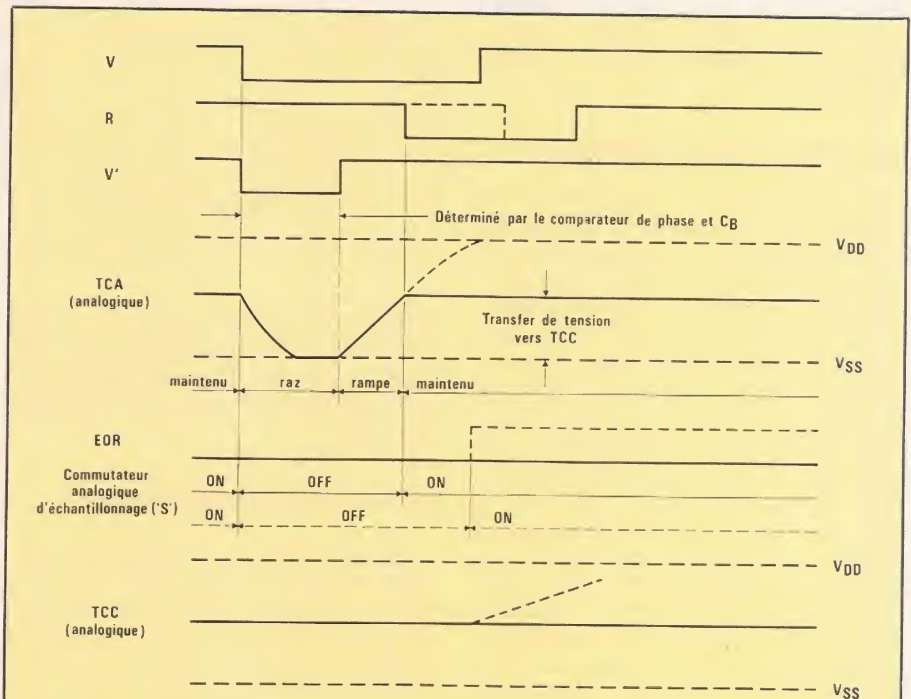 V
R
V'
Déterminé par le comparateur de phase et CB
VDD
TCA
(analogique)
Transfer de tension
vers TCC
VSS
maintenu raz rampe maintenu
EOR
Commutateur
analogique
d'échantillonnage ('S')
ON OFF ON
ON OFF ON
VDD
TCC
(analogique)
VSS